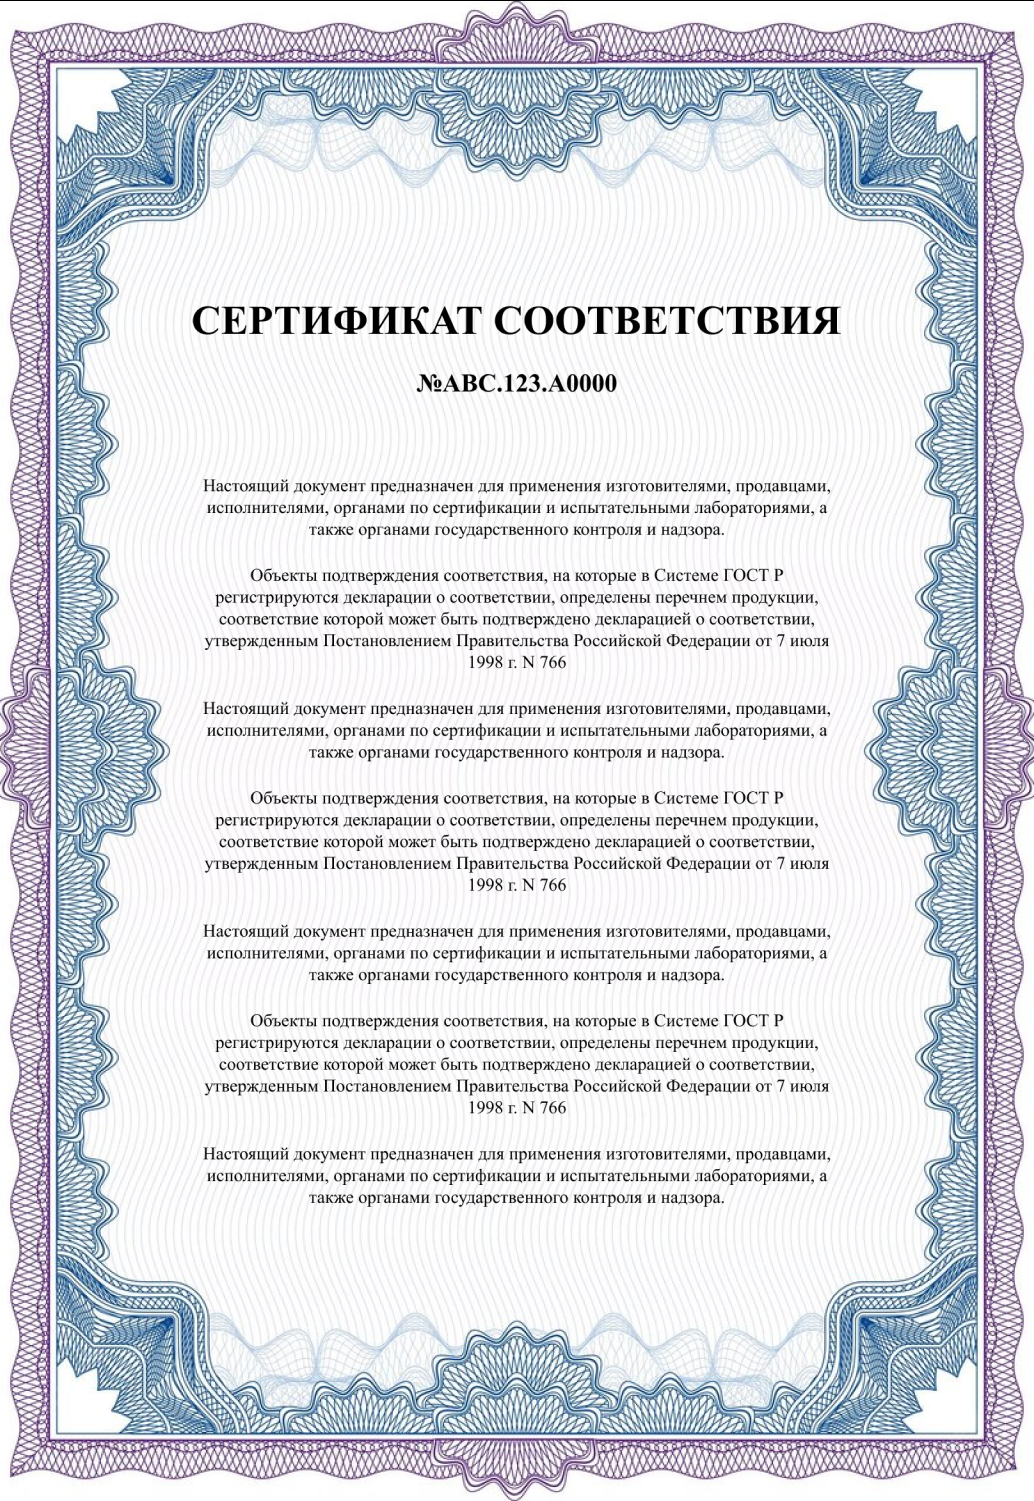 СЕРТИФИКАТ СООТВЕТСТВИЯ
№АВС.123.А0000
Настоящий документ предназначен для применения изготовителями, продавцами,
исполнителями, органами по сертификации и испытательными лабораториями, а
также органами государственного контроля и надзора.
Объекты подтверждения соответствия, на которые в Системе ГОСТ Р
регистрируются декларации о соответствии, определены перечнем продукции,
соответствие которой может быть подтверждено декларацией о соответствии,
утвержденным Постановлением Правительства Российской Федерации от 7 июля
1998 г. N 766
Настоящий документ предназначен для применения изготовителями, продавцами,
исполнителями, органами по сертификации и испытательными лабораториями, а
также органами государственного контроля и надзора.
Объекты подтверждения соответствия, на которые в Системе ГОСТ Р
регистрируются декларации о соответствии, определены перечнем продукции,
соответствие которой может быть подтверждено декларацией о соответствии,
утвержденным Постановлением Правительства Российской Федерации от 7 июля
1998 г. N 766
Настоящий документ предназначен для применения изготовителями, продавцами,
исполнителями, органами по сертификации и испытательными лабораториями, а
также органами государственного контроля и надзора.
Объекты подтверждения соответствия, на которые в Системе ГОСТ Р
регистрируются декларации о соответствии, определены перечнем продукции,
соответствие которой может быть подтверждено декларацией о соответствии,
утвержденным Постановлением Правительства Российской Федерации от 7 июля
1998 г. N 766
Настоящий документ предназначен для применения изготовителями, продавцами,
исполнителями, органами по сертификации и испытательными лабораториями, а
также органами государственного контроля и надзора.